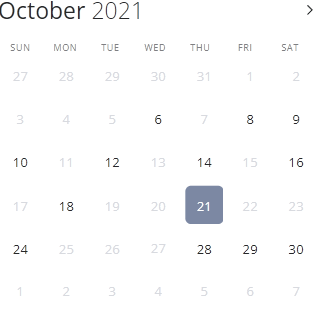 October 2021
SUN MON TUE WED THU FRI SAT
27 28 29 30 31 1 2
3 4 5 6 7 8 9
10 11 12 13 14 15 16
17 18 19 20 21 22 23
24 25 26 27 28 29 30
1 2 3 4 5 6 7